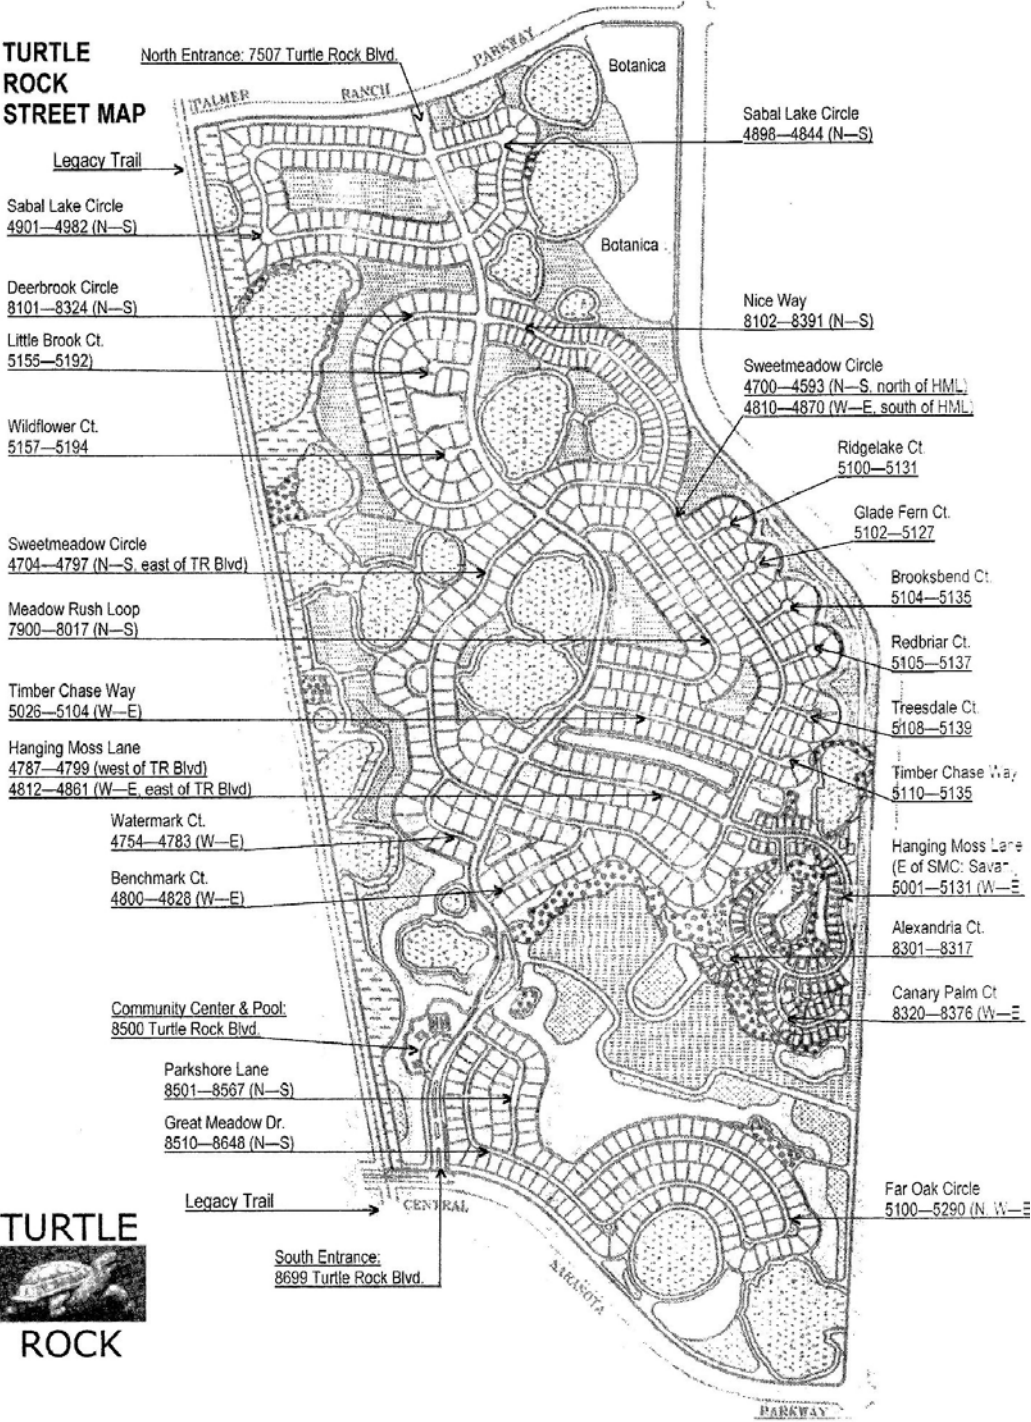 TURTLE
ROCK
STREET MAP
North Entrance: 7507 Turtle Rock Blvd.
PALMER
RANCH
PARKWAY
Botanica
Legacy Trail
Sabal Lake Circle
4898—4844 (N—S)
Sabal Lake Circle
4901—4982 (N—S)
Botanica
Deerbrook Circle
8101—8324 (N—S)
Nice Way
8102—8391 (N—S)
Little Brook Ct.
5155—5192)
Sweetmeadow Circle
4700—4593 (N—S, north of HML)
4810—4870 (W—E, south of HML)
Wildflower Ct.
5157—5194
Ridgelake Ct.
5100—5131
Glade Fern Ct.
5102—5127
Sweetmeadow Circle
4704—4797 (N—S, east of TR Blvd)
Brooksbend Ct.
5104—5135
Meadow Rush Loop
7900—8017 (N—S)
Redbriar Ct.
5105—5137
Timber Chase Way
5026—5104 (W—E)
Treesdale Ct.
5108—5139
Hanging Moss Lane
4787—4799 (west of TR Blvd)
4812—4861 (W—E, east of TR Blvd)
Timber Chase Way
5110—5135
Watermark Ct.
4754—4783 (W—E)
Hanging Moss Lane
(E of SMC: Savan
5001—5131 (W—E
Benchmark Ct.
4800—4828 (W—E)
Alexandria Ct.
8301—8317
Canary Palm Ct
8320—8376 (W—E
Community Center & Pool:
8500 Turtle Rock Blvd.
Parkshore Lane
8501—8567 (N—S)
Great Meadow Dr.
8510—8648 (N—S)
Legacy Trail
CENTRAL
Far Oak Circle
5100—5290 (N, W—E
South Entrance:
8699 Turtle Rock Blvd.
SARASOTA
PARKWAY
TURTLE
ROCK